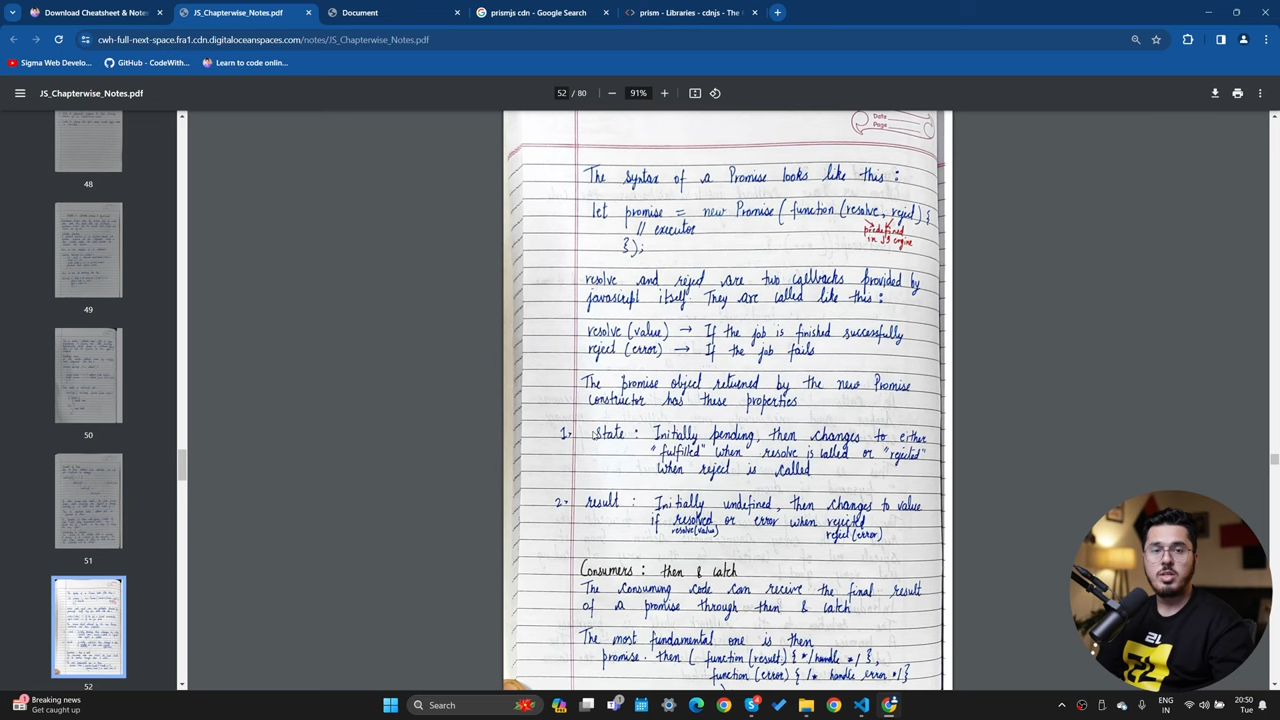 Download Cheatsheet & Notes
JS_Chapterwise_Notes.pdf
Document
prismjs cdn - Google Search
prism - Libraries - cdnjs - The
cwh-full-next-space.fra1.cdn.digitaloceanspaces.com/notes/JS_Chapterwise_Notes.pdf
Sigma Web Develo...
GitHub - CodeWith...
Learn to code onlin...
JS_Chapterwise_Notes.pdf
52 / 80
91%
48
49
50
51
52
Date
Page
The syntax of a Promise looks like this:
let promise = new Promise ( function (resolve, reject) {
// executor
predefined
in JS engine
});
resolve and reject are two callbacks provided by
javascript itself. They are called like this:
resolve (value) → If the job is finished successfully
reject (error) → If the job fails
The promise object returned by the new Promise
constructor has these properties
1. state : Initially pending, then changes to either
"fulfilled" when resolve is called or "rejected"
when reject is called
2. result : Initially undefined, then changes to value
if resolved or error when rejected
resolve(value) reject(error)
Consumers : then & catch
The consuming code can receive the final result
of a promise through then & catch
The most fundamental one is then
promise. then ( function (result) { */ handle */ },
function (error) { /* handle error */ }
Breaking news
Get caught up
Search
ENG
IN
20:50
Tue